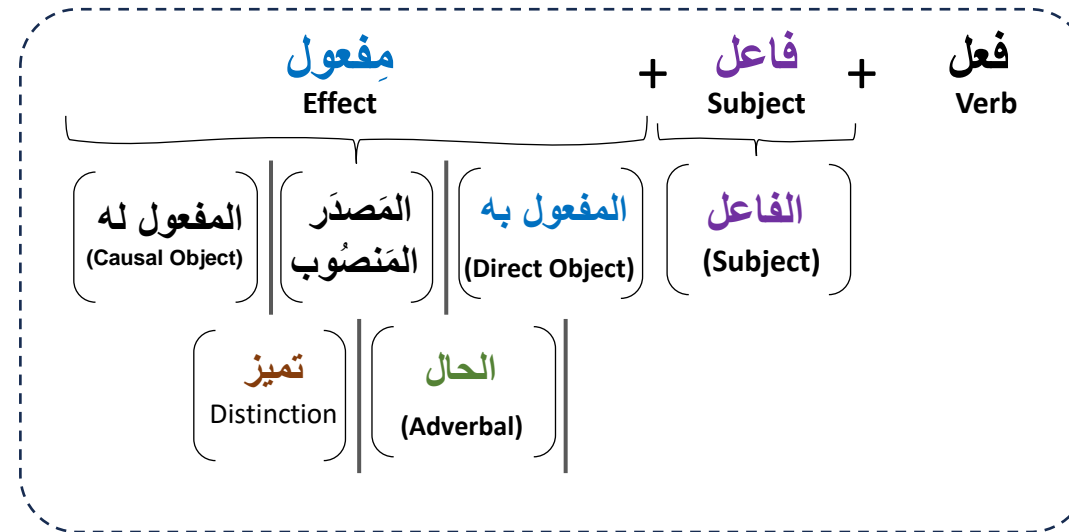 فعل + فاعل + مِفعول
Verb Subject Effect
الفاعل
(Subject)
المفعول به
(Direct Object)
المَصدَر
المَنصُوب
المفعول له
(Causal Object)
الحال
(Adverbal)
تميز
Distinction